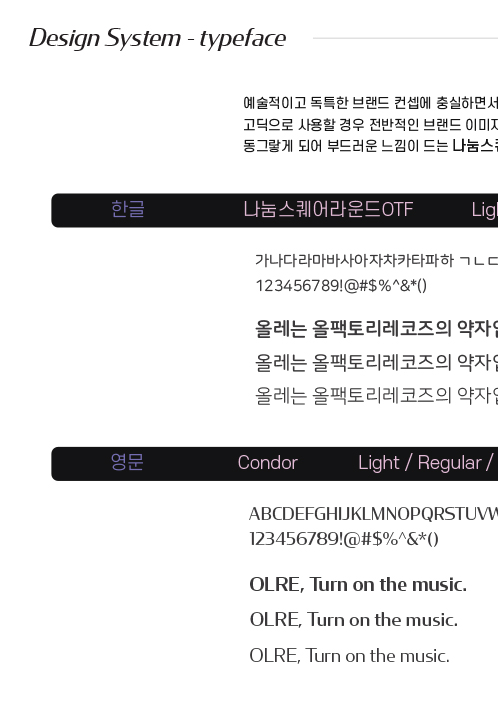 Design System - typeface
예술적이고 독특한 브랜드 컨셉에 충실하면서
고딕으로 사용할 경우 전반적인 브랜드 이미지
동그랗게 되어 부드러운 느낌이 드는 나눔스퀘
한글 나눔스퀘어라운드OTF Ligh
가나다라마바사아자차카타파하 ㄱㄴㄷ
123456789!@#$%^&*()
올레는 올팩토리레코즈의 약자입
올레는 올팩토리레코즈의 약자입
올레는 올팩토리레코즈의 약자입
영문 Condor Light / Regular /
ABCDEFGHIJKLMNOPQRSTUVW
123456789!@#$%^&*()
OLRE, Turn on the music.
OLRE, Turn on the music.
OLRE, Turn on the music.